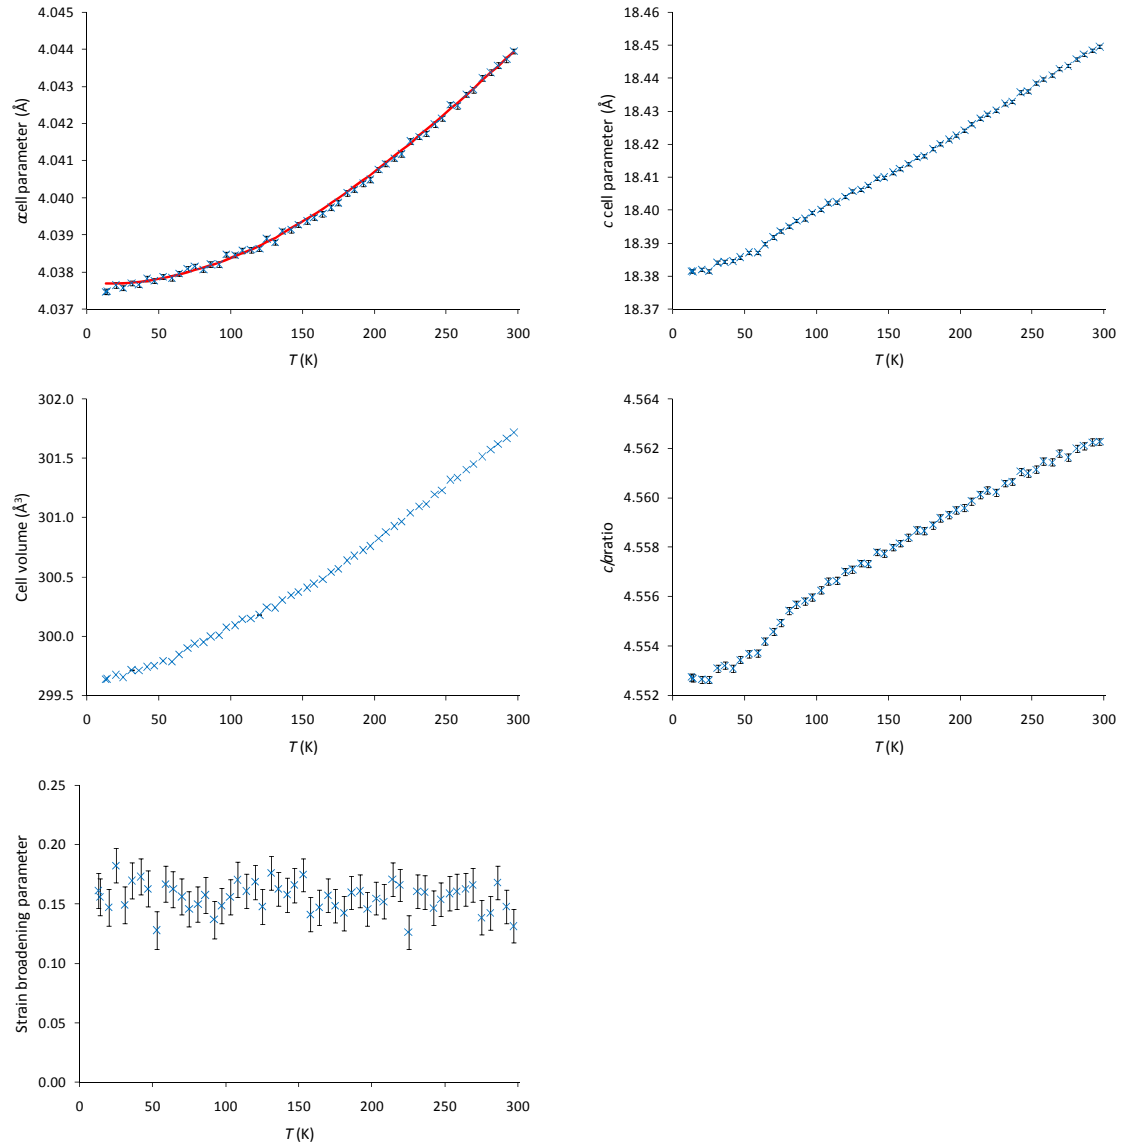 4.045
4.044
4.043
4.042
4.041
4.040
4.039
4.038
4.037
0 50 100 150 200 250 300
T (K)
a cell parameter (Å)
18.46
18.45
18.44
18.43
18.42
18.41
18.40
18.39
18.38
18.37
0 50 100 150 200 250 300
T (K)
c cell parameter (Å)
302.0
301.5
301.0
300.5
300.0
299.5
0 50 100 150 200 250 300
T (K)
Cell volume (Å³)
4.564
4.562
4.560
4.558
4.556
4.554
4.552
0 50 100 150 200 250 300
T (K)
c/a ratio
0.25
0.20
0.15
0.10
0.05
0.00
0 50 100 150 200 250 300
T (K)
Strain broadening parameter